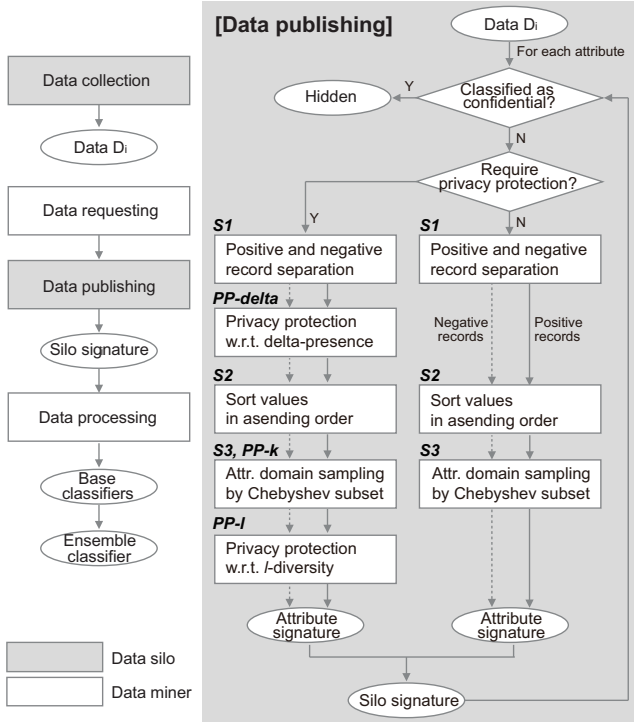 Data collection
Data Di
Data requesting
Data publishing
Silo signature
Data processing
Base
classifiers
Ensemble
classifier
Data silo
Data miner
[Data publishing]
Data Di
For each attribute
Classified as
confidential?
Y
Hidden
N
Require
privacy protection?
Y
N
S1
Positive and negative
record separation
PP-delta
Privacy protection
w.r.t. delta-presence
S2
Sort values
in asending order
S3, PP-k
Attr. domain sampling
by Chebyshev subset
PP-l
Privacy protection
w.r.t. l-diversity
Attribute
signature
S1
Positive and negative
record separation
Negative
records
Positive
records
S2
Sort values
in asending order
S3
Attr. domain sampling
by Chebyshev subset
Attribute
signature
Silo signature